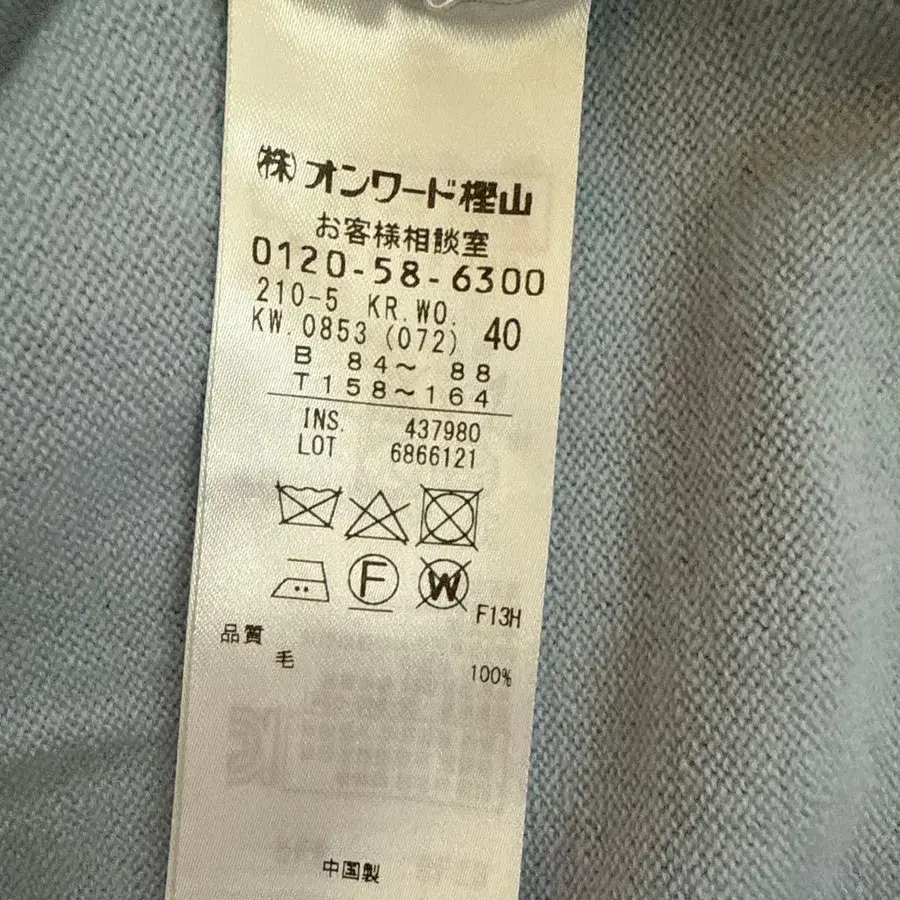 (株)オンワード樫山
お客様相談室
0120-58-6300
210-5 KR.WO.
KW.0853(072) 40
B 84～ 88
T158～164
INS. 437980
LOT 6866121
F W F13H
品質
毛 100%
中国製